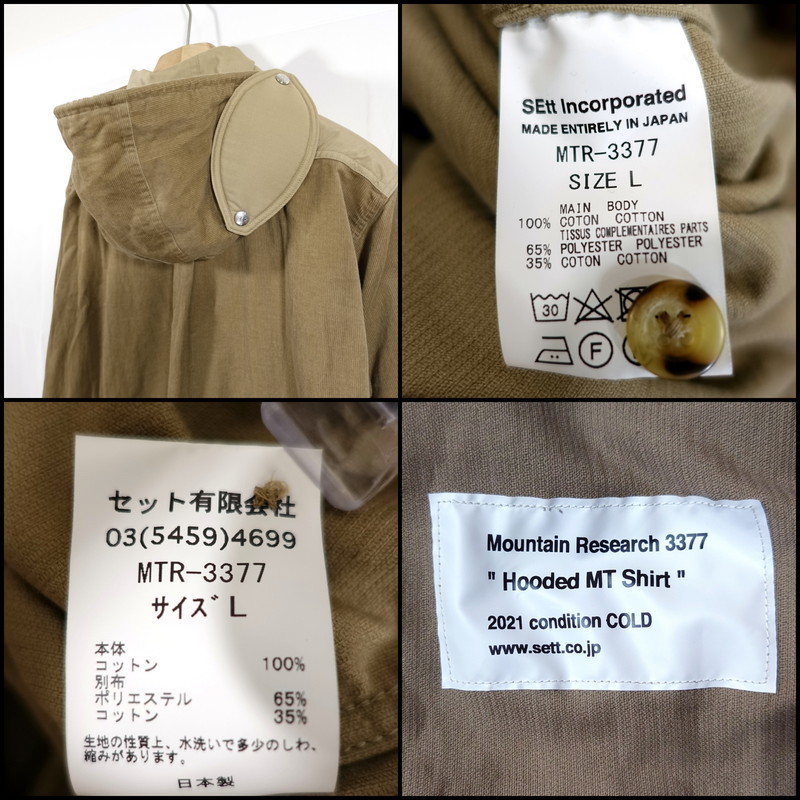 SEtt Incorporated
MADE ENTIRELY IN JAPAN
MTR-3377
SIZE L
MAIN BODY
100% COTON COTTON
TISSUS COMPLEMENTAIRES PARTS
65% POLYESTER POLYESTER
35% COTON COTTON
30
F
セット有限会社
03(5459)4699
MTR-3377
サイズ L
本体
コットン 100%
別布
ポリエステル 65%
コットン 35%
生地の性質上、水洗いで多少のしわ、
縮みがあります。
日本製
Mountain Research 3377
" Hooded MT Shirt "
2021 condition COLD
www.sett.co.jp